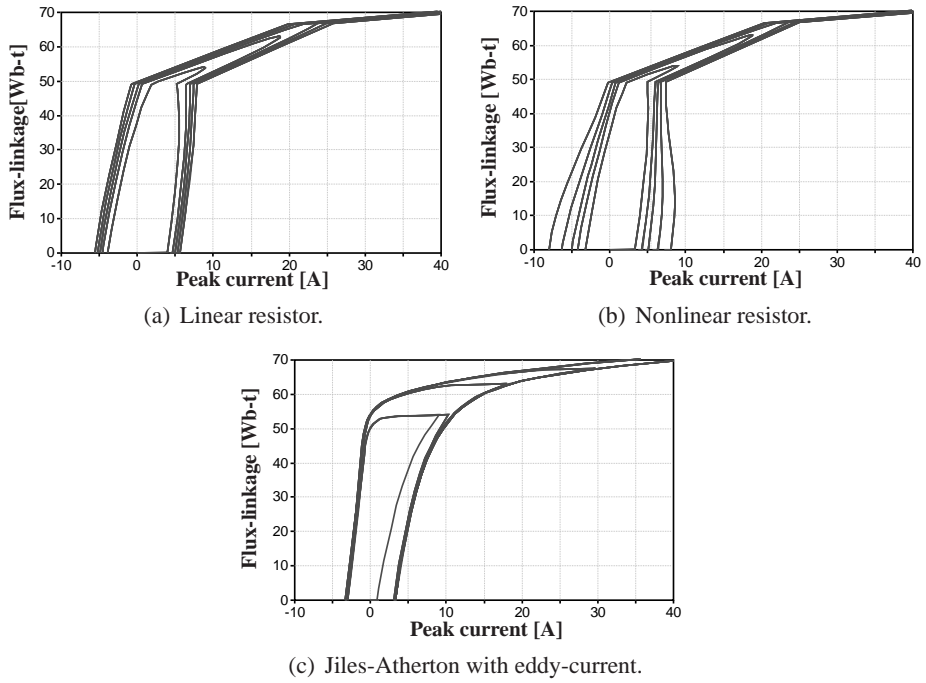 70
60
50
40
30
20
10
0
-10 0 10 20 30 40
Flux-linkage[Wb-t]
Peak current [A]
(a) Linear resistor.
70
60
50
40
30
20
10
0
-10 0 10 20 30 40
Flux-linkage [Wb-t]
Peak current [A]
(b) Nonlinear resistor.
70
60
50
40
30
20
10
0
-10 0 10 20 30 40
Flux-linkage [Wb-t]
Peak current [A]
(c) Jiles-Atherton with eddy-current.